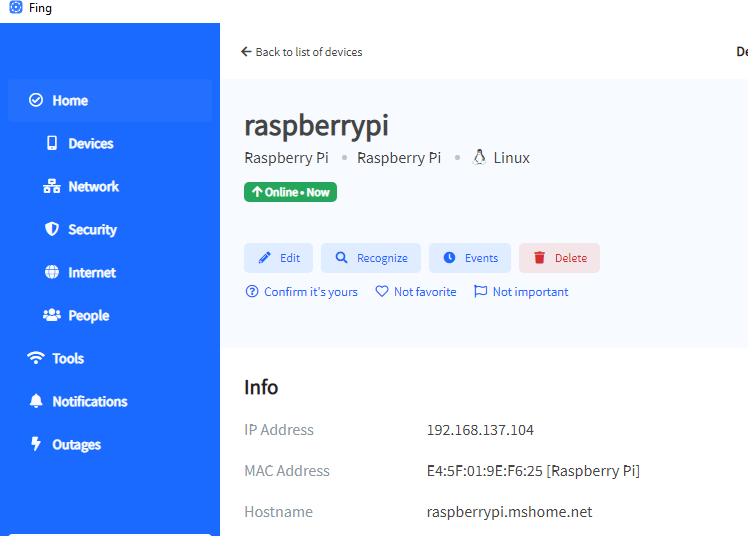 Fing
Back to list of devices
De
Home
Devices
Network
Security
Internet
People
Tools
Notifications
Outages
raspberrypi
Raspberry Pi • Raspberry Pi • Linux
Online • Now
Edit Recognize Events Delete
Confirm it's yours Not favorite Not important
Info
IP Address 192.168.137.104
MAC Address E4:5F:01:9E:F6:25 [Raspberry Pi]
Hostname raspberrypi.mshome.net